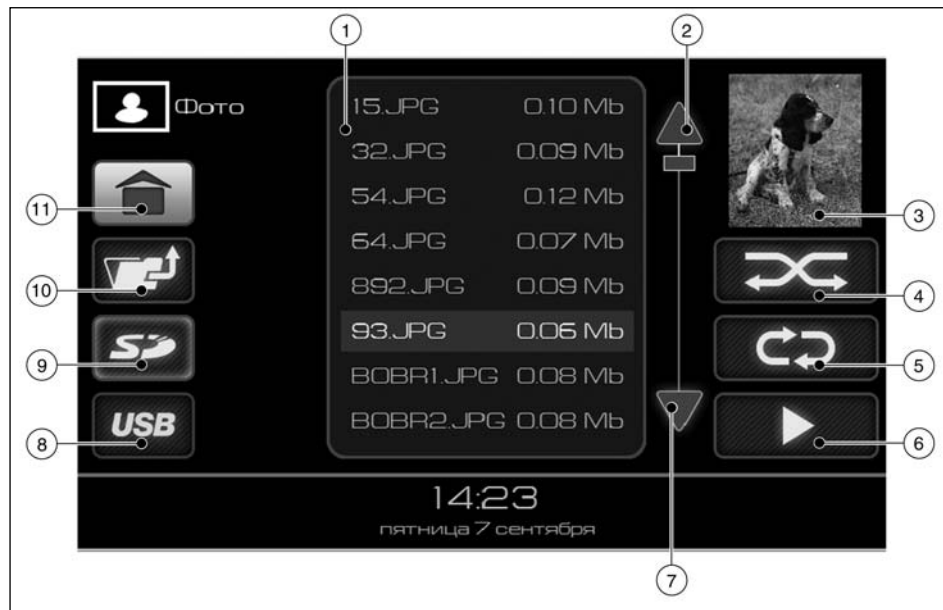 1
2
Фото
15.JPG 0.10 Mb
32.JPG 0.09 Mb
54.JPG 0.12 Mb
64.JPG 0.07 Mb
892.JPG 0.09 Mb
93.JPG 0.06 Mb
BOBR1.JPG 0.08 Mb
BOBR2.JPG 0.08 Mb
11
10
SD
9
USB
8
3
4
5
6
14:23
пятница 7 сентября
7